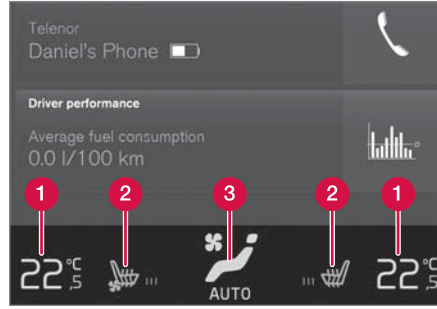 Telenor
Daniel's Phone
Driver performance
Average fuel consumption
0.0 l/100 km
1 2 3 2 1
22,5 °C 22,5 °C
AUTO